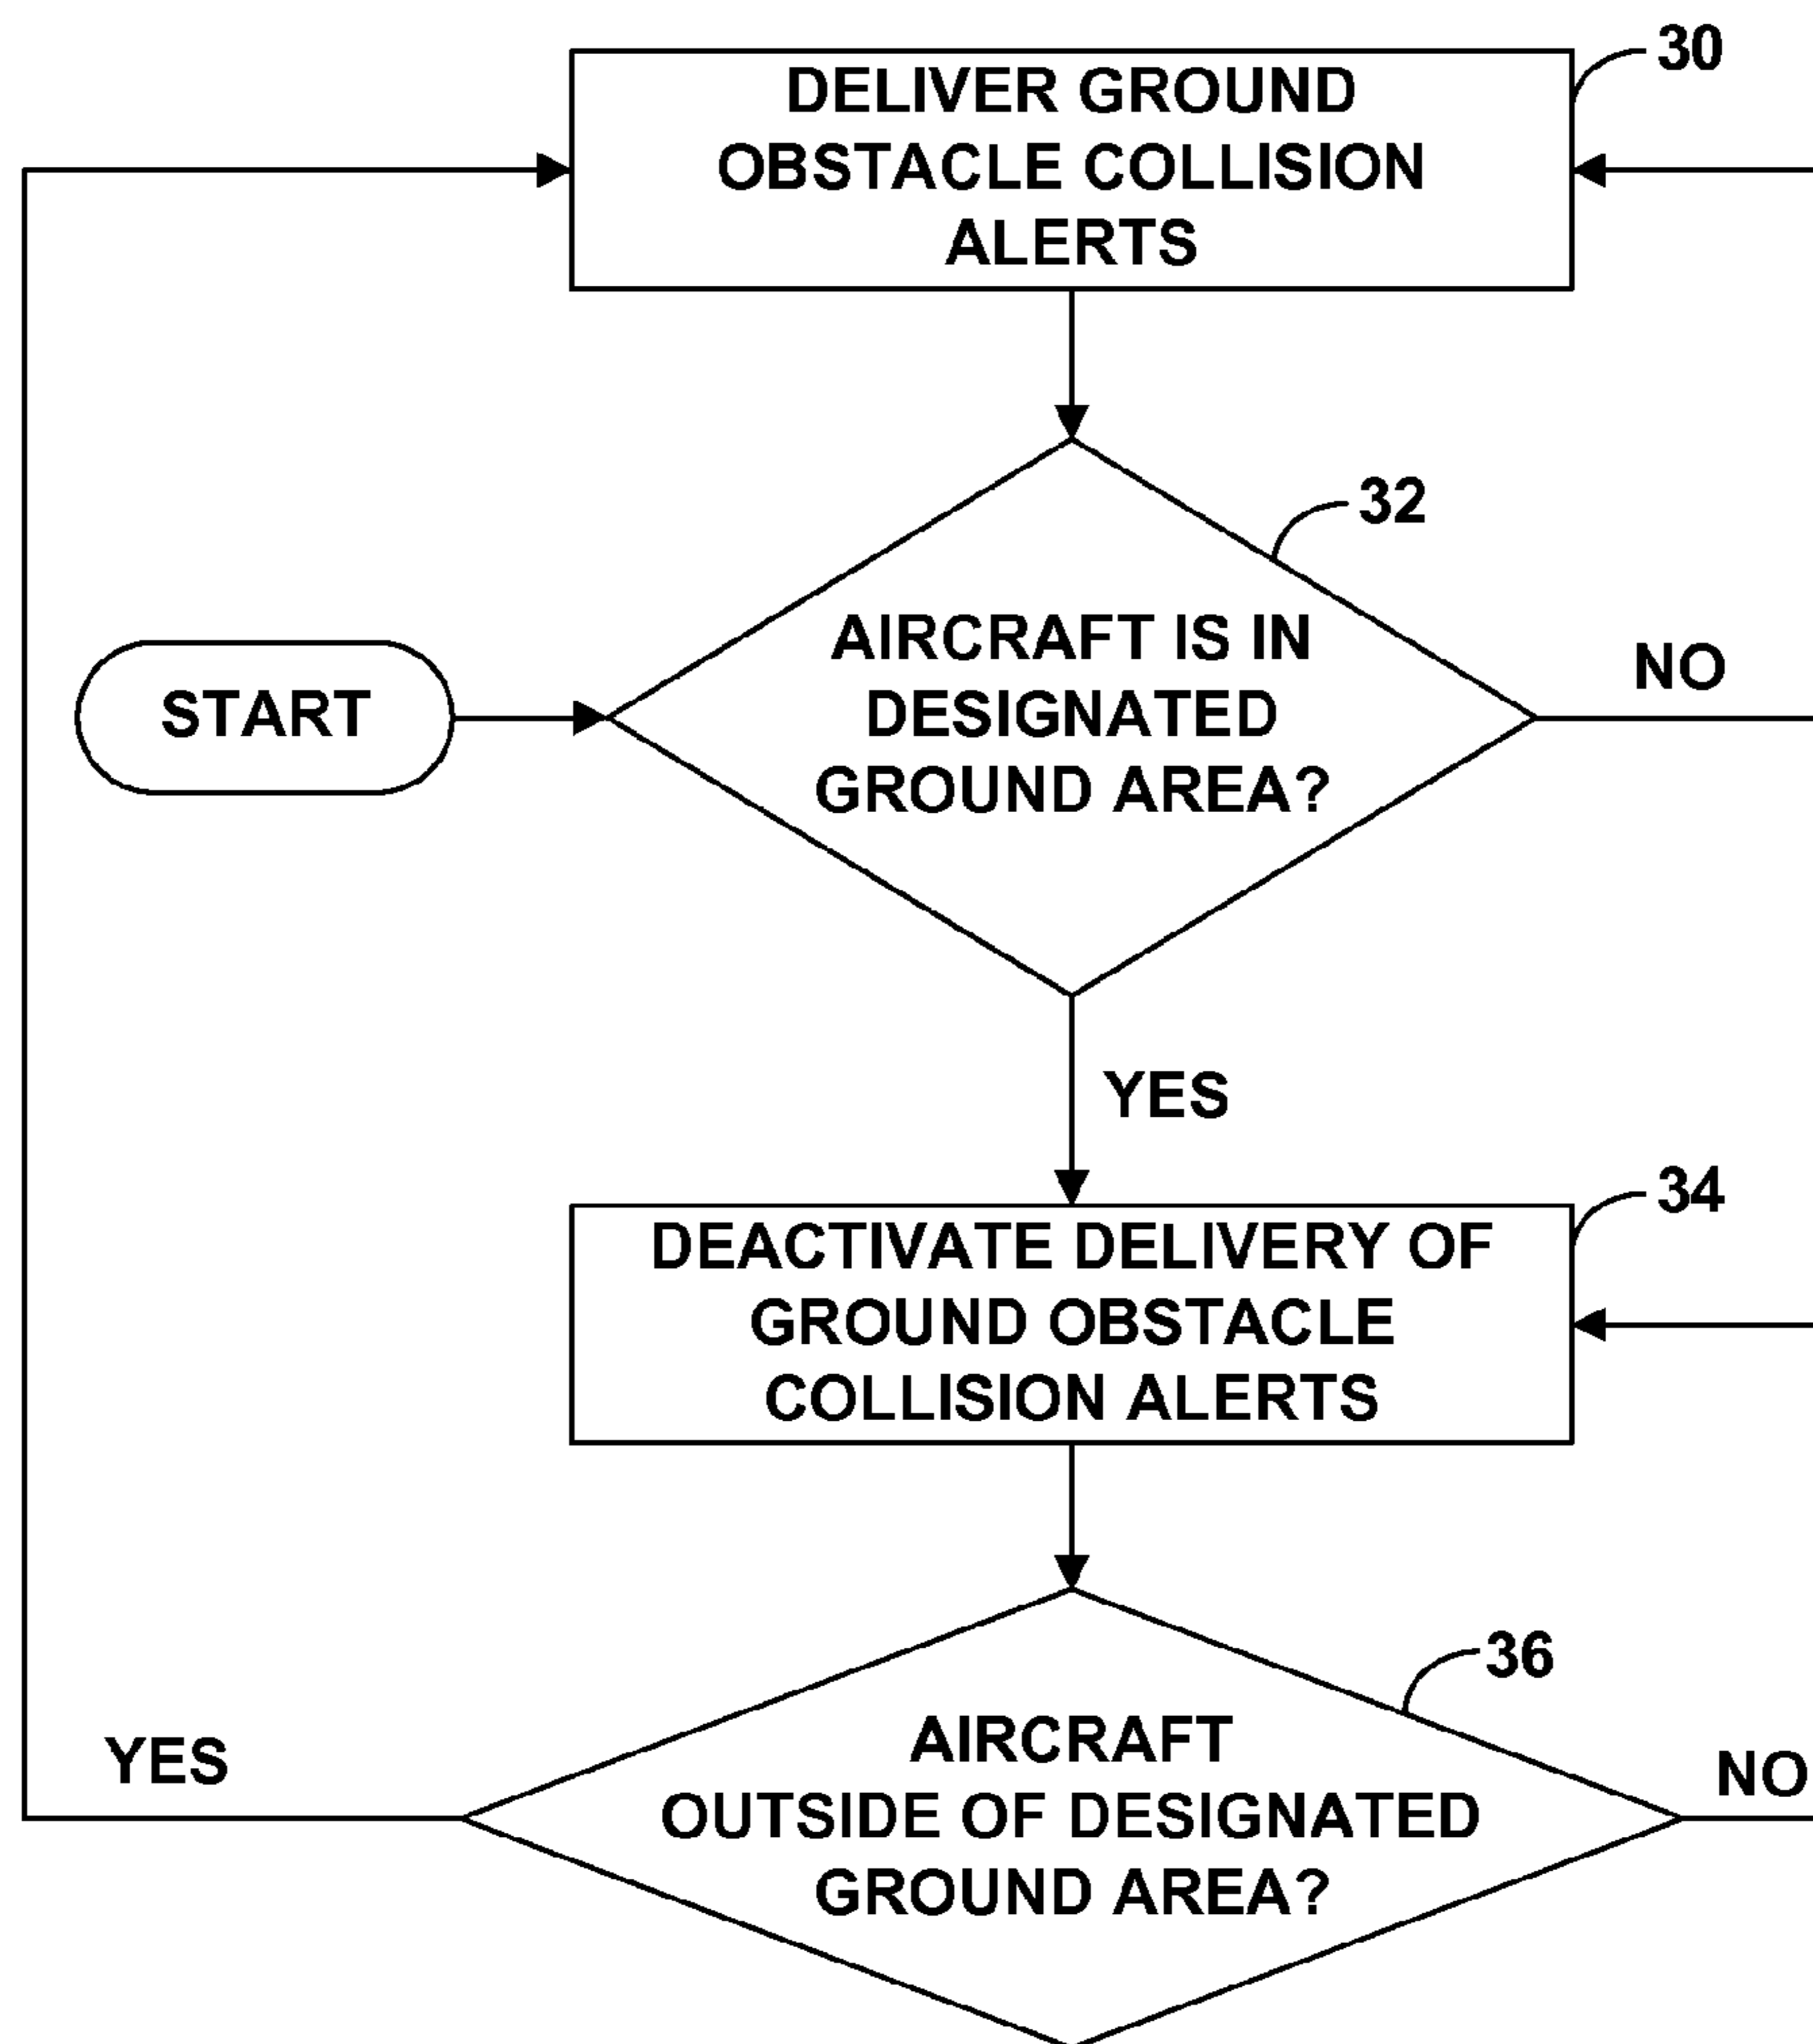 30
DELIVER GROUND
OBSTACLE COLLISION
ALERTS
32
AIRCRAFT IS IN
DESIGNATED
GROUND AREA?
NO
START
YES
34
DEACTIVATE DELIVERY OF
GROUND OBSTACLE
COLLISION ALERTS
36
AIRCRAFT
OUTSIDE OF DESIGNATED
GROUND AREA?
YES
NO